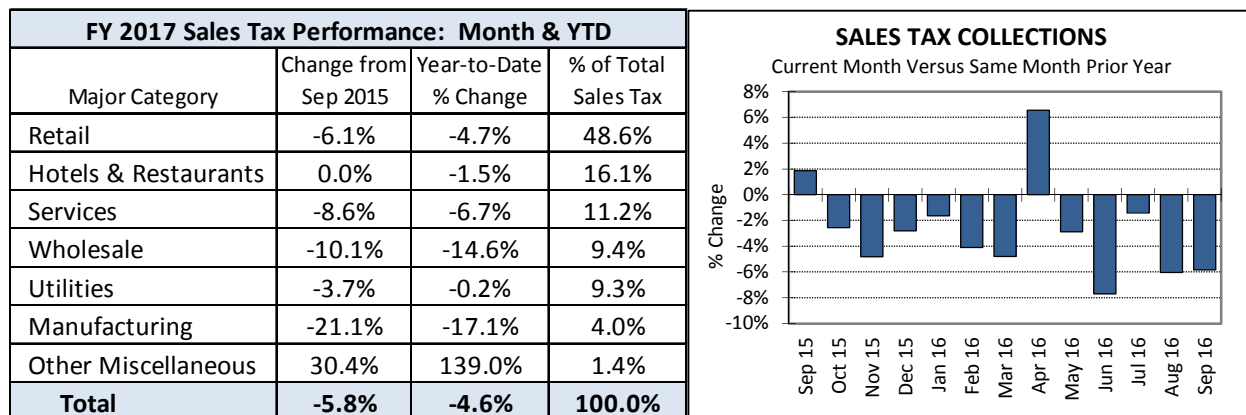 FY 2017 Sales Tax Performance: Month & YTD
Major Category Change from Sep 2015 Year-to-Date % Change % of Total Sales Tax
Retail -6.1% -4.7% 48.6%
Hotels & Restaurants 0.0% -1.5% 16.1%
Services -8.6% -6.7% 11.2%
Wholesale -10.1% -14.6% 9.4%
Utilities -3.7% -0.2% 9.3%
Manufacturing -21.1% -17.1% 4.0%
Other Miscellaneous 30.4% 139.0% 1.4%
Total -5.8% -4.6% 100.0%
SALES TAX COLLECTIONS
Current Month Versus Same Month Prior Year
% Change
8%
6%
4%
2%
0%
-2%
-4%
-6%
-8%
-10%
Sep 15
Oct 15
Nov 15
Dec 15
Jan 16
Feb 16
Mar 16
Apr 16
May 16
Jun 16
Jul 16
Aug 16
Sep 16